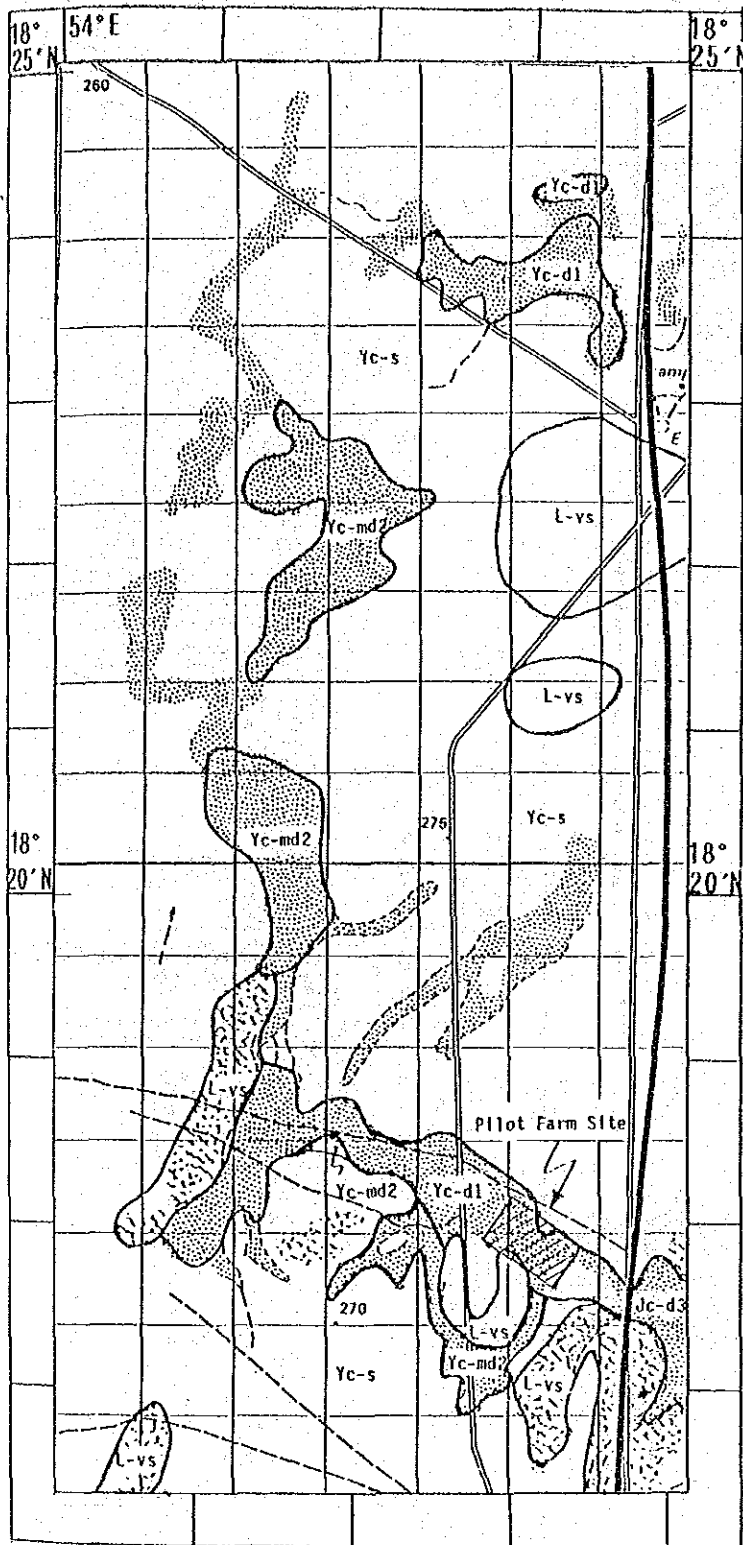 18°
25'N
54°E
18°
25'N
260
Yc-d1
Yc-d1
Yc-s
E
L-vs
Yc-md2
L-vs
275
Yc-s
18°
20'N
Yc-md2
18°
20'N
L-vs
Pilot Farm Site
Yc-md2
Yc-d1
270
Jc-d3
L-vs
Yc-md2
Yc-s
L-vs
L-vs